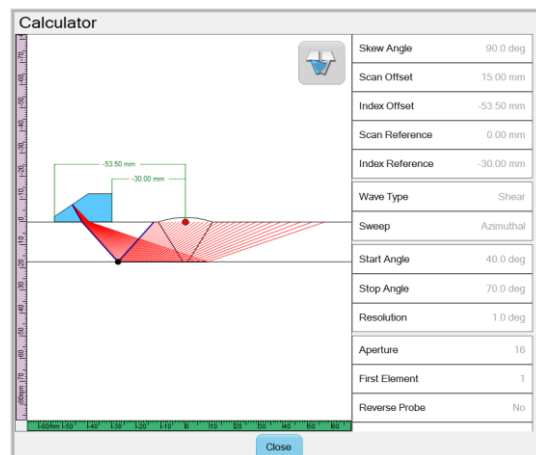 Calculator
Skew Angle 90.0 deg
Scan Offset 15.00 mm
Index Offset -53.50 mm
Scan Reference 0.00 mm
Index Reference -30.00 mm
Wave Type Shear
Sweep Azimuthal
Start Angle 40.0 deg
Stop Angle 70.0 deg
Resolution 1.0 deg
Aperture 16
First Element 1
Reverse Probe No
-53.50 mm
-30.00 mm
Close